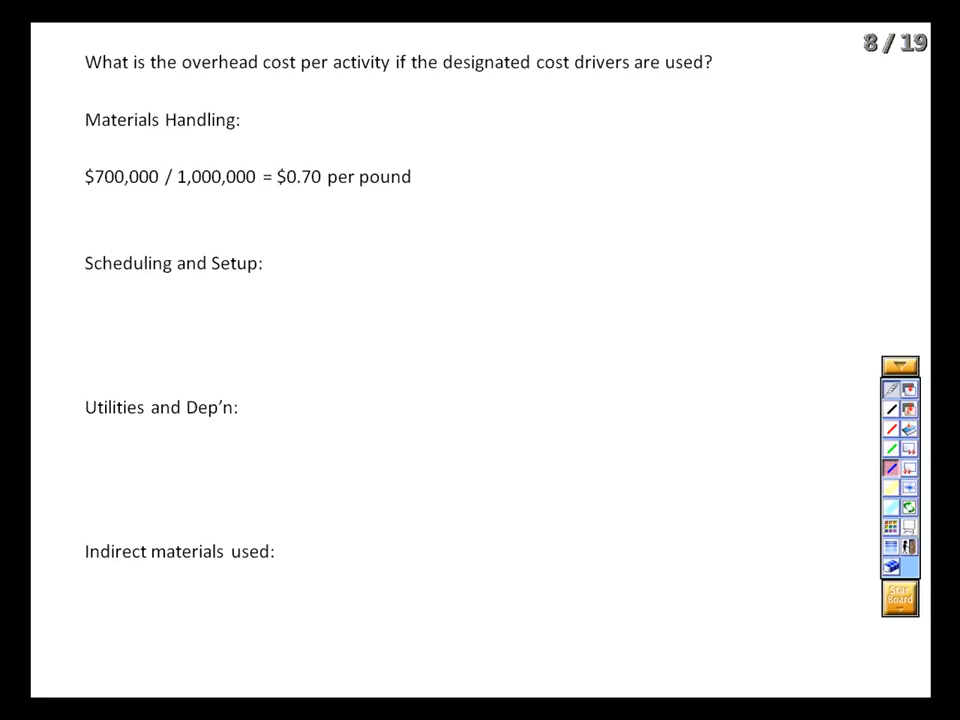 8 / 19
What is the overhead cost per activity if the designated cost drivers are used?
Materials Handling:
$700,000 / 1,000,000 = $0.70 per pound
Scheduling and Setup:
Utilities and Dep’n:
Indirect materials used:
Star
Board